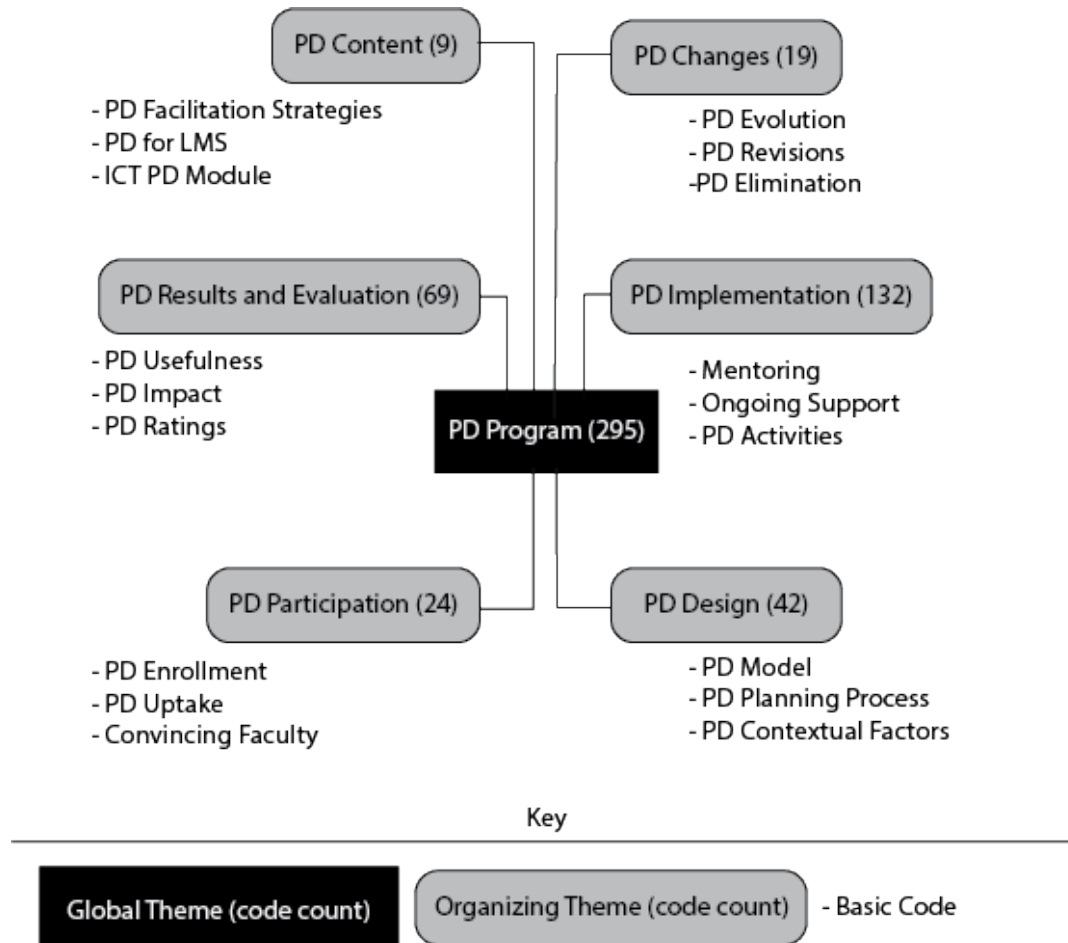 PD Content (9)
- PD Facilitation Strategies
- PD for LMS
- ICT PD Module
PD Changes (19)
- PD Evolution
- PD Revisions
-PD Elimination
PD Results and Evaluation (69)
- PD Usefulness
- PD Impact
- PD Ratings
PD Implementation (132)
- Mentoring
- Ongoing Support
- PD Activities
PD Program (295)
PD Participation (24)
- PD Enrollment
- PD Uptake
- Convincing Faculty
PD Design (42)
- PD Model
- PD Planning Process
- PD Contextual Factors
Key
Global Theme (code count)
Organizing Theme (code count)
- Basic Code